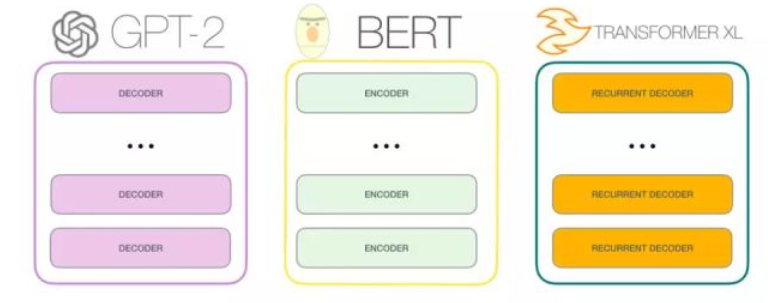 GPT-2
DECODER
...
DECODER
DECODER
BERT
ENCODER
...
ENCODER
ENCODER
TRANSFORMER XL
RECURRENT DECODER
...
RECURRENT DECODER
RECURRENT DECODER